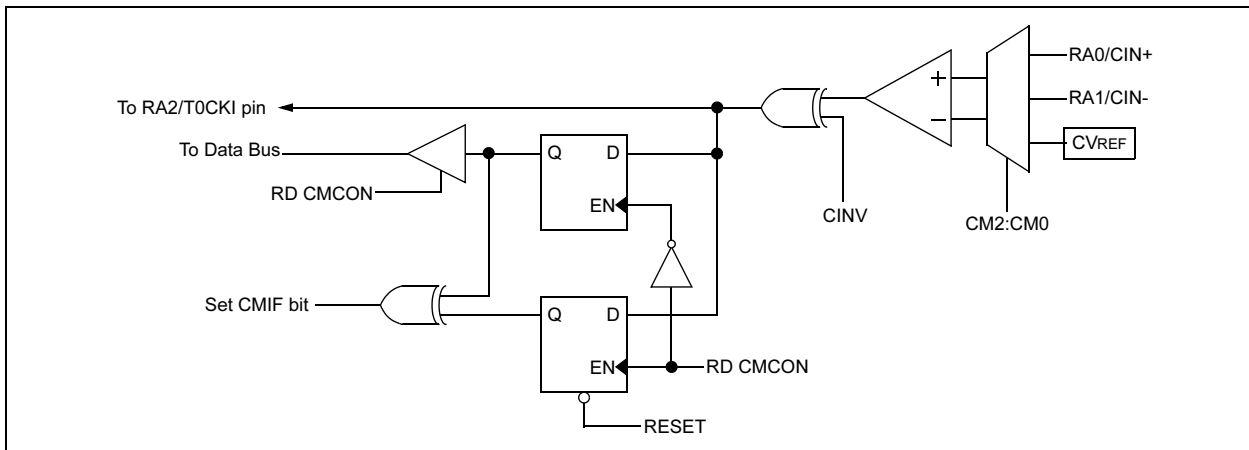 RA0/CIN+
To RA2/T0CKI pin
RA1/CIN-
+
−
To Data Bus
Q D
CVREF
RD CMCON
EN
CINV
CM2:CM0
Set CMIF bit
Q D
EN
RD CMCON
RESET